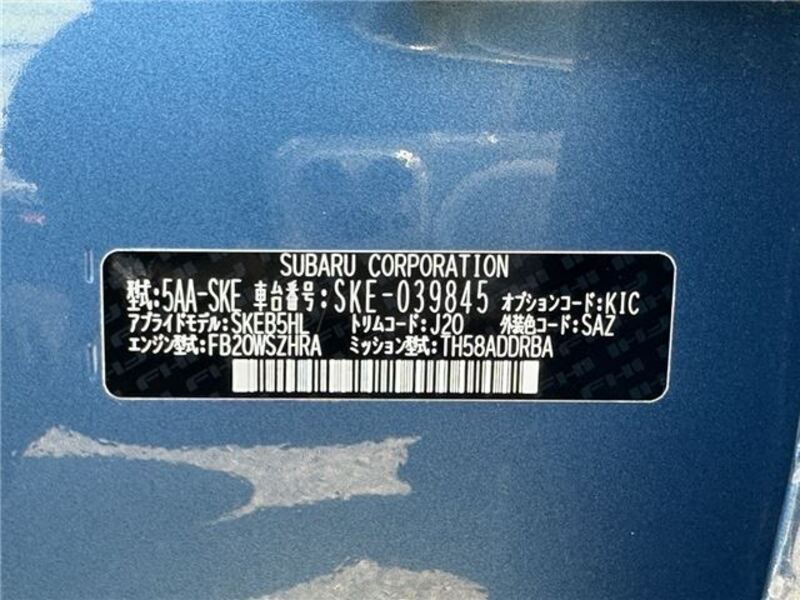 SUBARU CORPORATION
型式:5AA-SKE 車台番号:SKE-039845 オプションコード:KIC
アプライドモデル:SKEB5HL トリムコード:J20 外装色コード:SAZ
エンジン型式:FB20WSZHRA ミッション型式:TH58ADDRBA